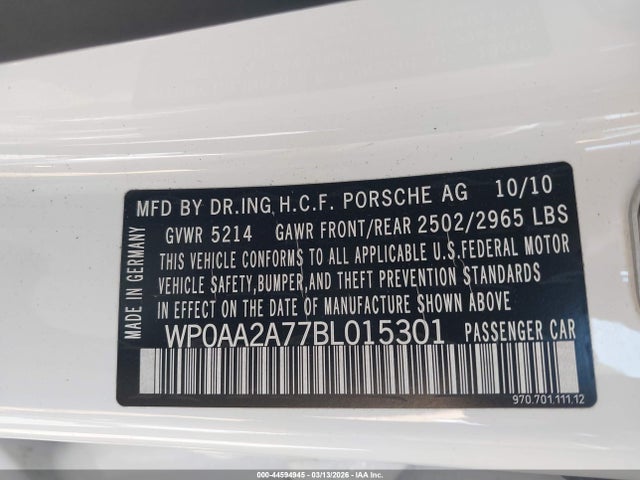 MFD BY DR.ING.H.C.F. PORSCHE AG 10/10
GVWR 5214 GAWR FRONT/REAR 2502/2965 LBS
THIS VEHICLE CONFORMS TO ALL APPLICABLE U.S.FEDERAL MOTOR
VEHICLE SAFETY,BUMPER,AND THEFT PREVENTION STANDARDS
IN EFFECT ON THE DATE OF MANUFACTURE SHOWN ABOVE
WP0AA2A77BL015301 PASSENGER CAR
MADE IN GERMANY
970.701.111.12
000-44594945 - 03/13/2026 - IAAI.COM